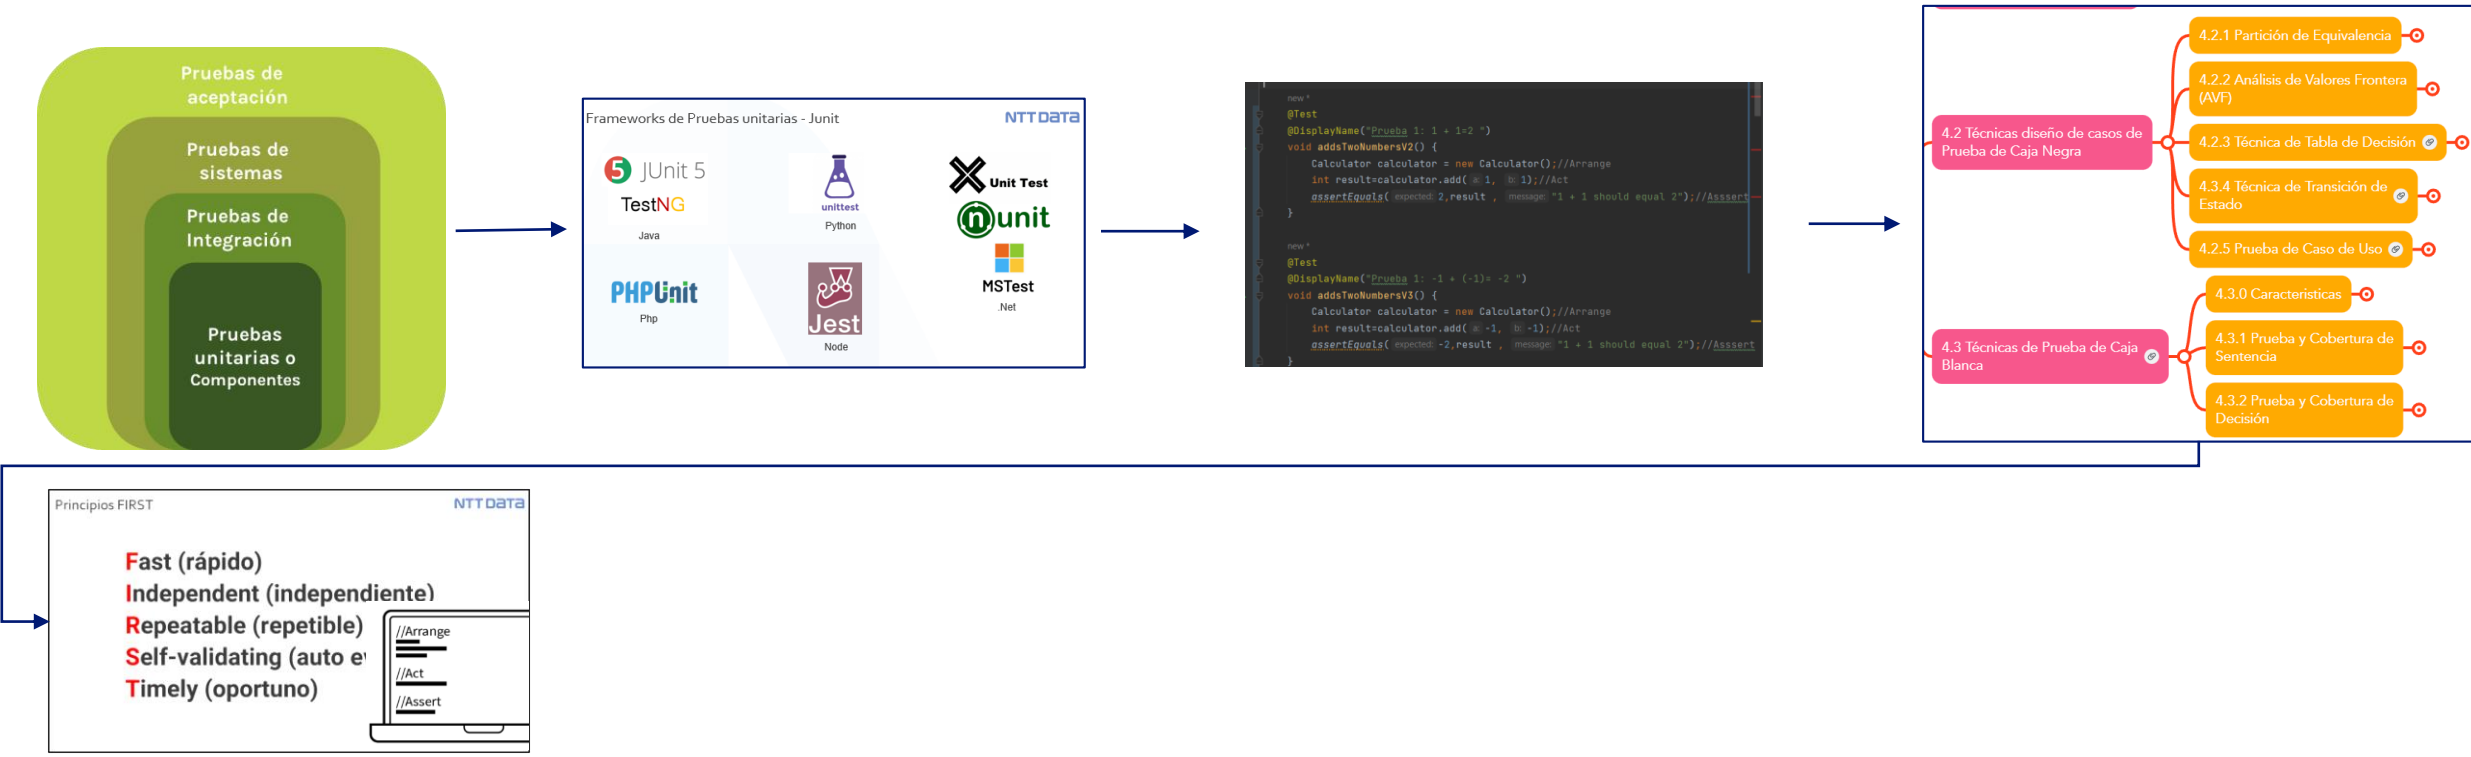 Pruebas de
aceptación
Pruebas de
sistemas
Pruebas de
Integración
Pruebas
unitarias o
Componentes
Frameworks de Pruebas unitarias - Junit
NTT DATA
5 JUnit 5
TestNG
Java
unittest
Python
Unit Test
nunit
MSTest
.Net
PHPUnit
Php
Jest
Node
new *
@Test
@DisplayName("Prueba 1: 1 + 1=2 ")
void addsTwoNumbersV2() {
Calculator calculator = new Calculator();//Arrange
int result=calculator.add( a: 1, b: 1);//Act
assertEquals( expected: 2,result , message: "1 + 1 should equal 2");//Asssert
}
new *
@Test
@DisplayName("Prueba 1: -1 + (-1)= -2 ")
void addsTwoNumbersV3() {
Calculator calculator = new Calculator();//Arrange
int result=calculator.add( a: -1, b: -1);//Act
assertEquals( expected: -2,result , message: "1 + 1 should equal 2");//Asssert
}
4.2 Técnicas diseño de casos de
Prueba de Caja Negra
4.2.1 Partición de Equivalencia
4.2.2 Análisis de Valores Frontera
(AVF)
4.2.3 Técnica de Tabla de Decisión
4.3.4 Técnica de Transición de
Estado
4.2.5 Prueba de Caso de Uso
4.3 Técnicas de Prueba de Caja
Blanca
4.3.0 Caracteristicas
4.3.1 Prueba y Cobertura de
Sentencia
4.3.2 Prueba y Cobertura de
Decisión
Principios FIRST
NTT DATA
Fast (rápido)
Independent (independiente)
Repeatable (repetible)
Self-validating (auto e
Timely (oportuno)
//Arrange
//Act
//Assert